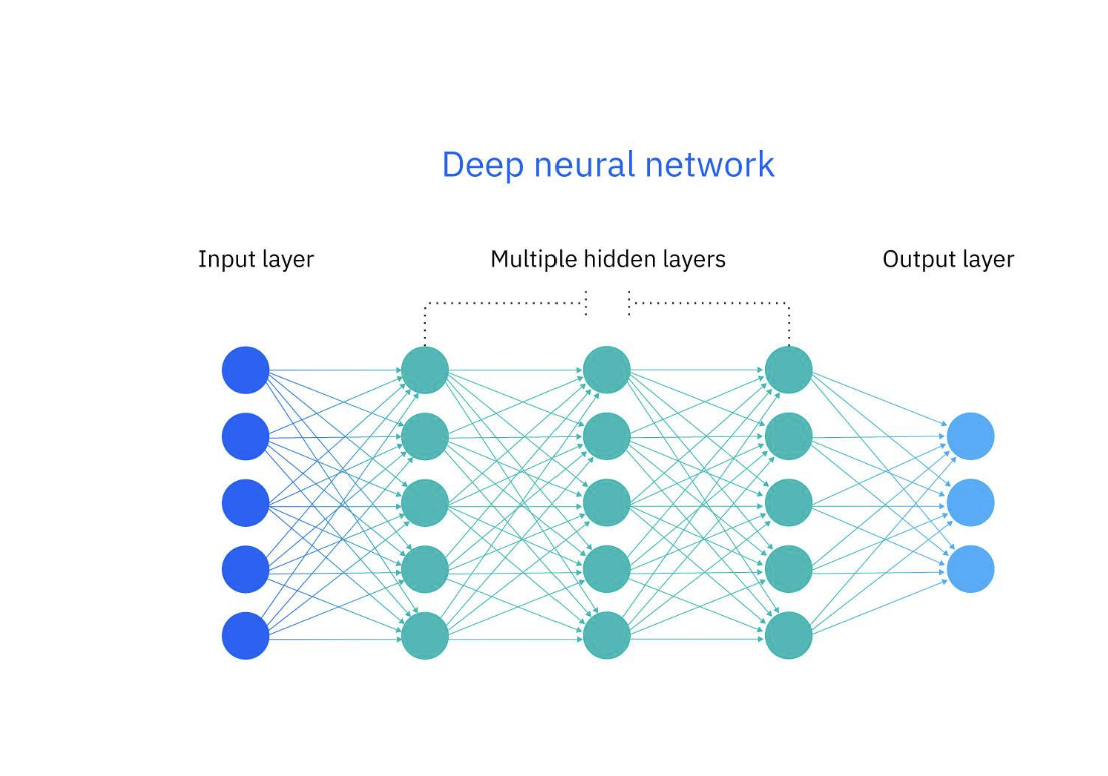 Deep neural network
Input layer
Multiple hidden layers
Output layer